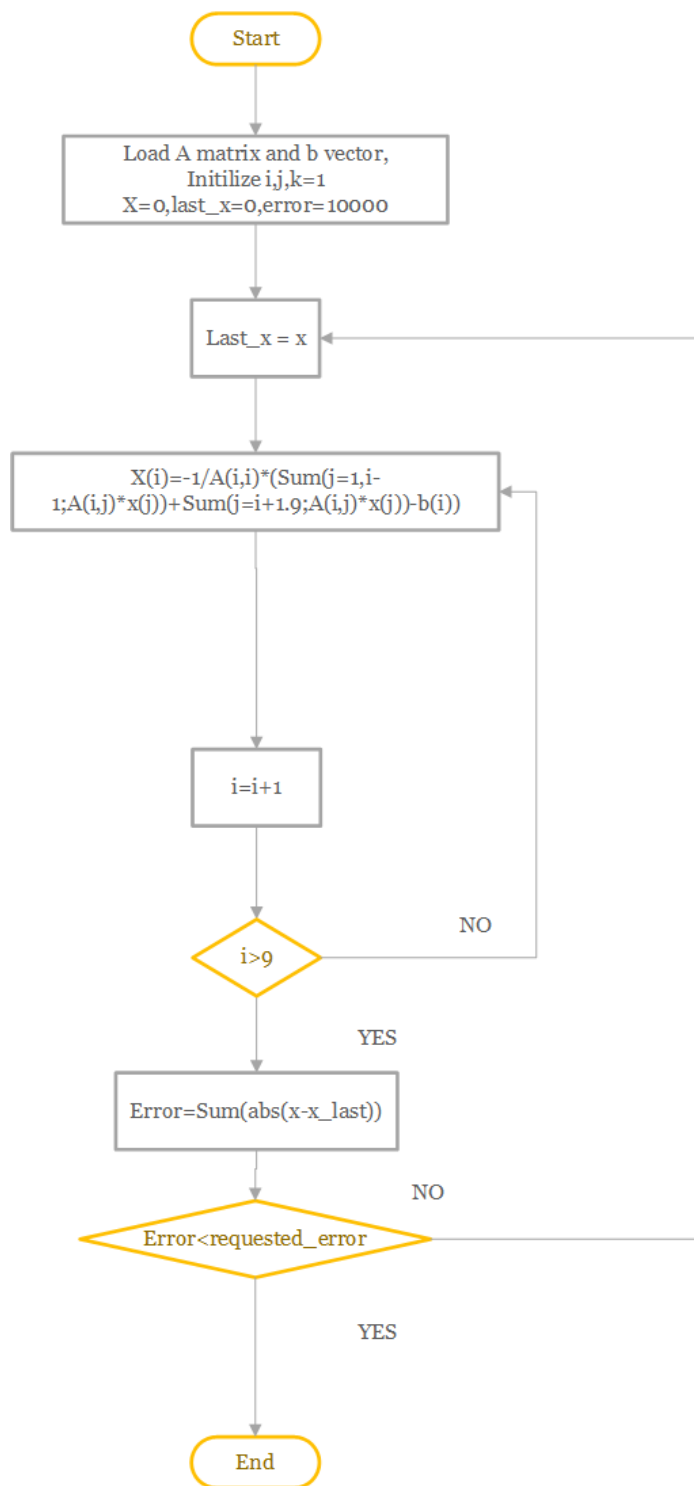 Start
Load A matrix and b vector,
Initilize i,j,k=1
X=0,last_x=0,error=10000
Last_x = x
X(i)=-1/A(i,i)*(Sum(j=1,i-
1;A(i,j)*x(j))+Sum(j=i+1.9;A(i,j)*x(j))-b(i))
i=i+1
NO
i>9
YES
Error=Sum(abs(x-x_last))
NO
Error<requested_error
YES
End